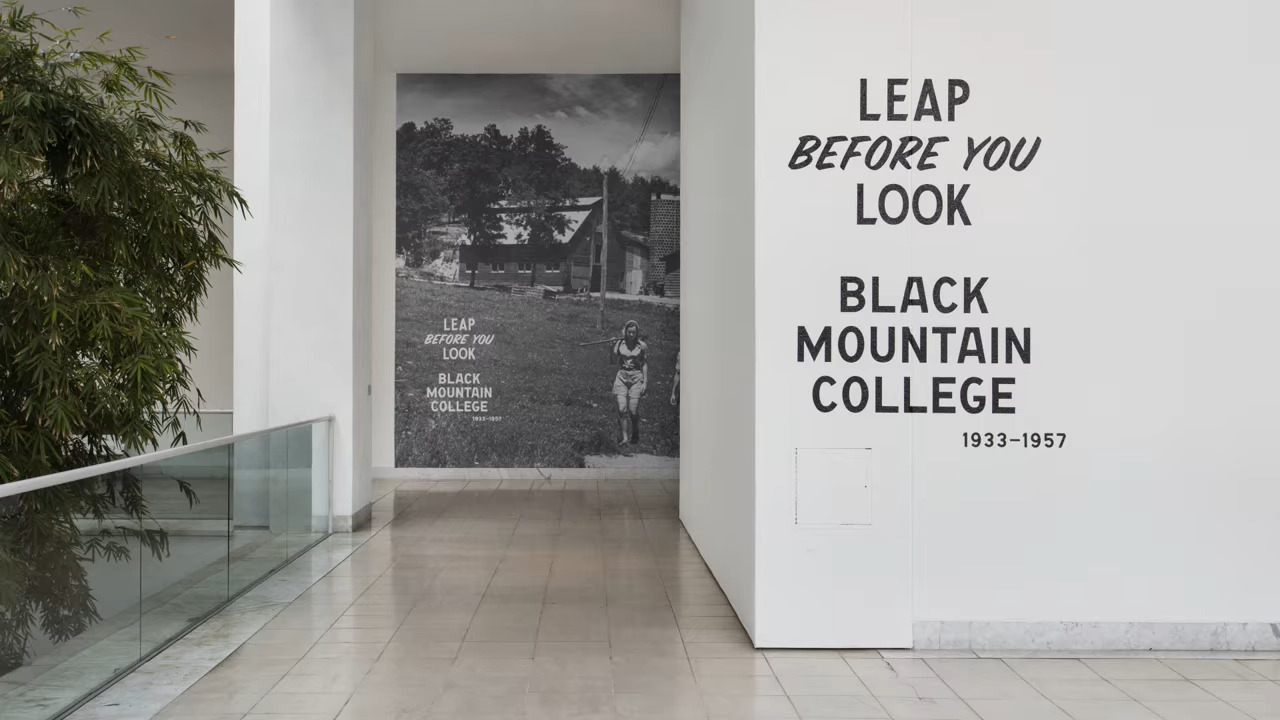 LEAP
BEFORE YOU
LOOK
BLACK
MOUNTAIN
COLLEGE
1933–1957
LEAP
BEFORE YOU
LOOK
BLACK
MOUNTAIN
COLLEGE
1933–1957